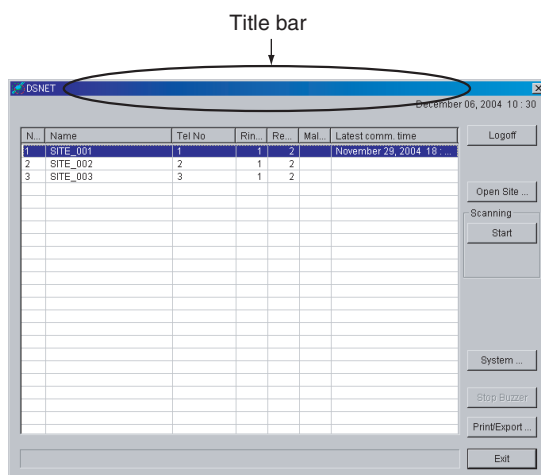 Title bar
DSNET
December 06, 2004 10 : 30
N... Name Tel No Rin... Re... Mal... Latest comm. time
1 SITE_001 1 1 2 November 29, 2004 18 : ...
2 SITE_002 2 1 2
3 SITE_003 3 1 2
Logoff
Open Site ...
Scanning
Start
System ...
Stop Buzzer
Print/Export ...
Exit